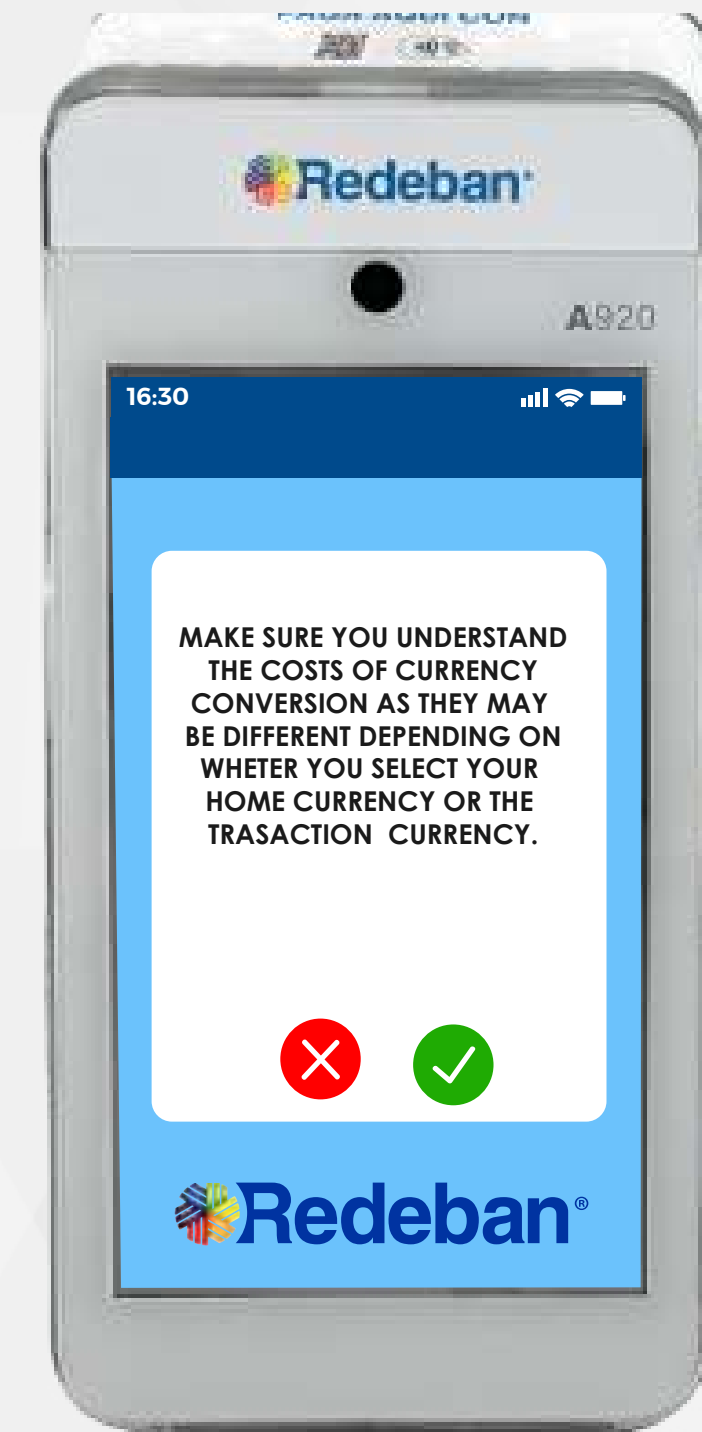 Redeban
A920
16:30
MAKE SURE YOU UNDERSTAND
THE COSTS OF CURRENCY
CONVERSION AS THEY MAY
BE DIFFERENT DEPENDING ON
WHETER YOU SELECT YOUR
HOME CURRENCY OR THE
TRASACTION CURRENCY.
Redeban®